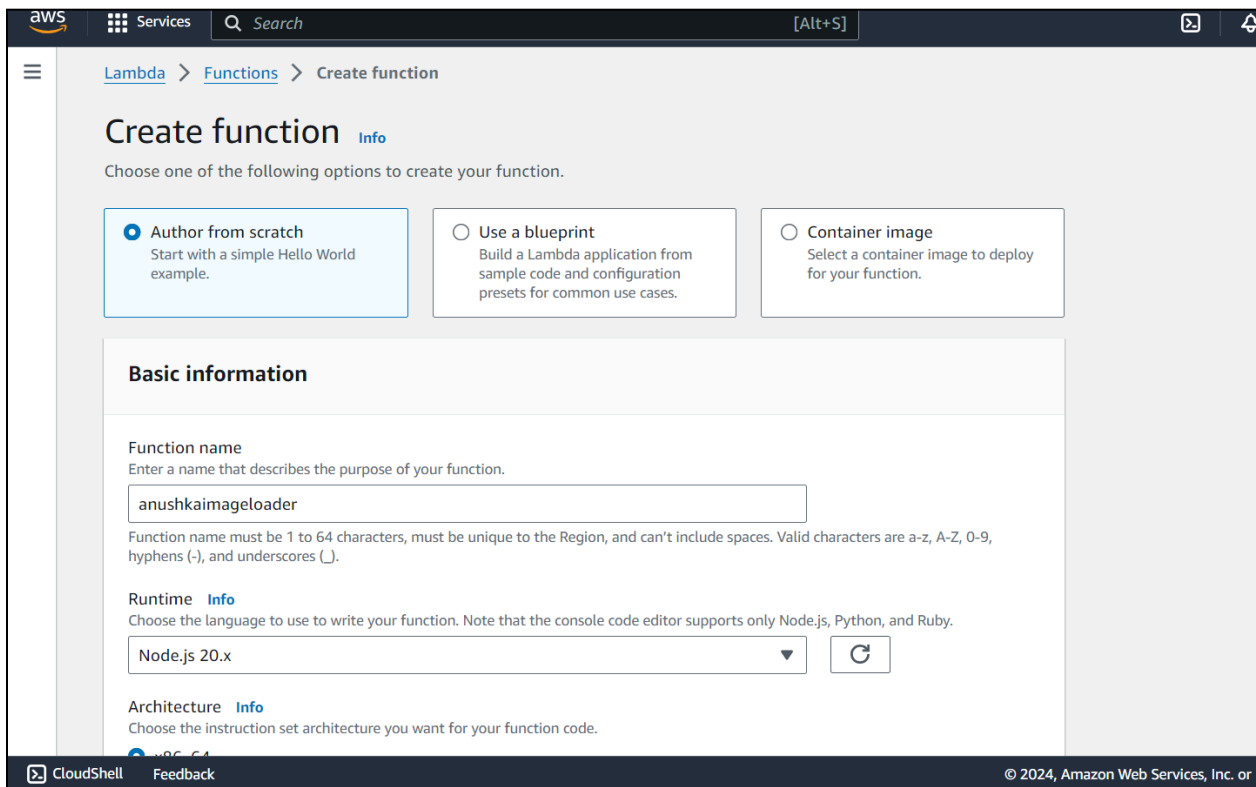 aws Services Search [Alt+S]
Lambda > Functions > Create function
Create function Info
Choose one of the following options to create your function.
Author from scratch
Start with a simple Hello World
example.
Use a blueprint
Build a Lambda application from
sample code and configuration
presets for common use cases.
Container image
Select a container image to deploy
for your function.
Basic information
Function name
Enter a name that describes the purpose of your function.
anushkaimageloader
Function name must be 1 to 64 characters, must be unique to the Region, and can't include spaces. Valid characters are a-z, A-Z, 0-9,
hyphens (-), and underscores (_).
Runtime Info
Choose the language to use to write your function. Note that the console code editor supports only Node.js, Python, and Ruby.
Node.js 20.x
Architecture Info
Choose the instruction set architecture you want for your function code.
x86_64
CloudShell Feedback © 2024, Amazon Web Services, Inc. or